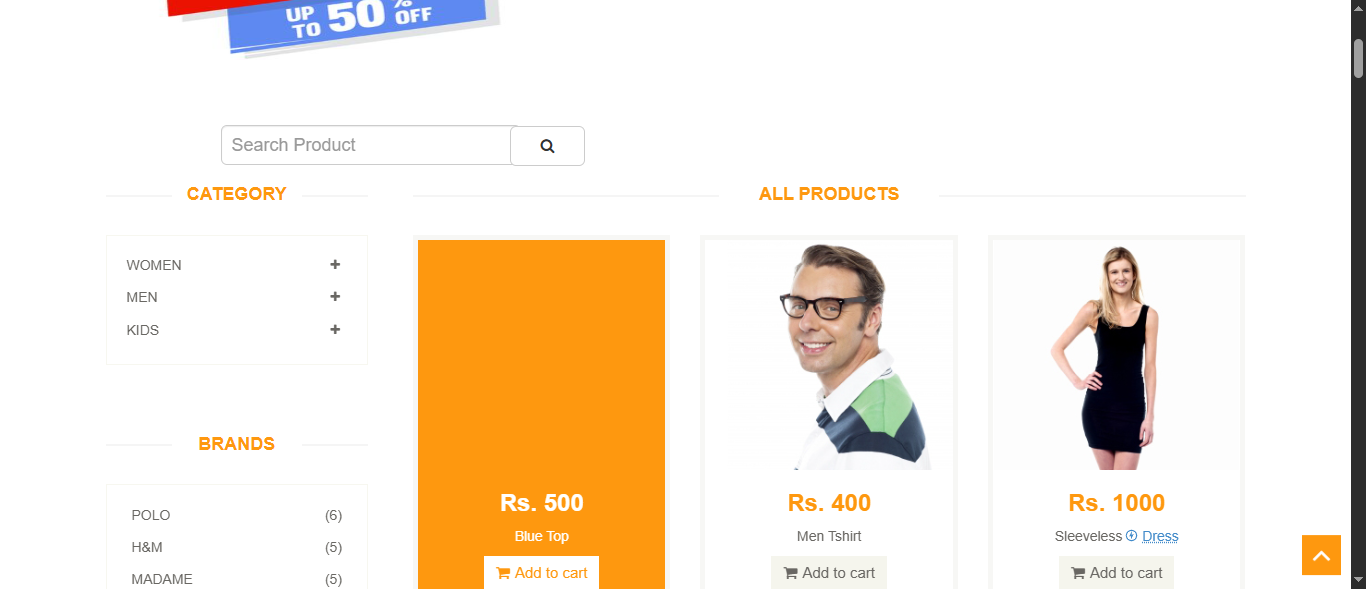 UP TO 50% OFF
Search Product
CATEGORY
ALL PRODUCTS
WOMEN
MEN
KIDS
BRANDS
POLO (6)
H&M (5)
MADAME (5)
Rs. 500
Blue Top
Add to cart
Rs. 400
Men Tshirt
Add to cart
Rs. 1000
Sleeveless Dress
Add to cart